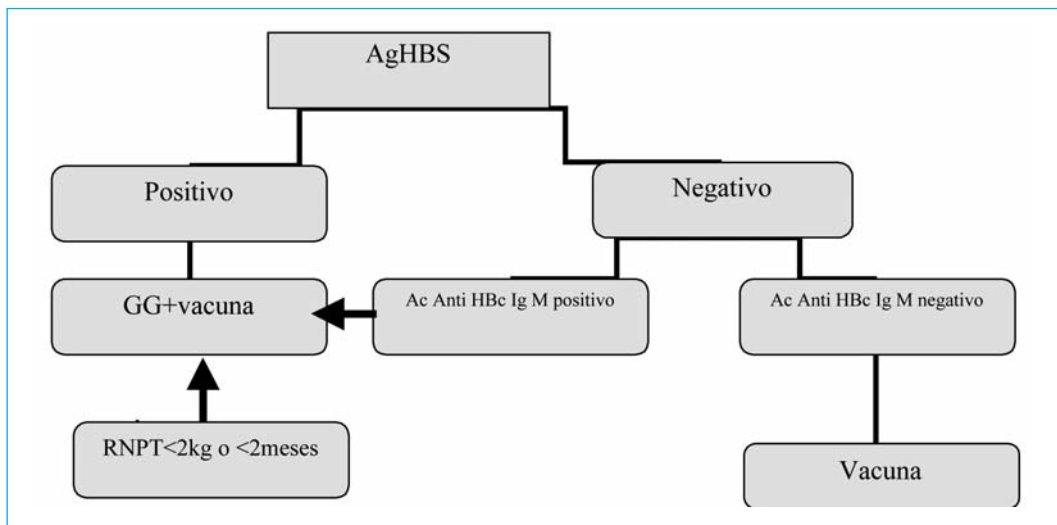 AgHBS
Positivo
Negativo
GG+vacuna
Ac Anti HBc Ig M positivo
Ac Anti HBc Ig M negativo
RNPT<2kg o <2meses
Vacuna